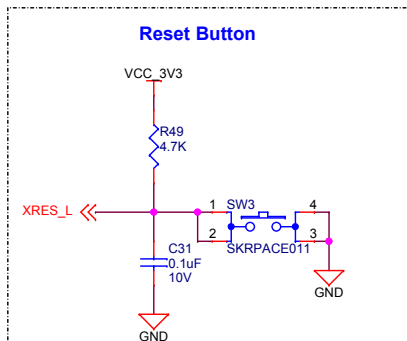 Reset Button
VCC_3V3
R49
4.7K
XRES_L
1
SW3
4
2
3
SKRPACE011
C31
0.1uF
10V
GND
GND